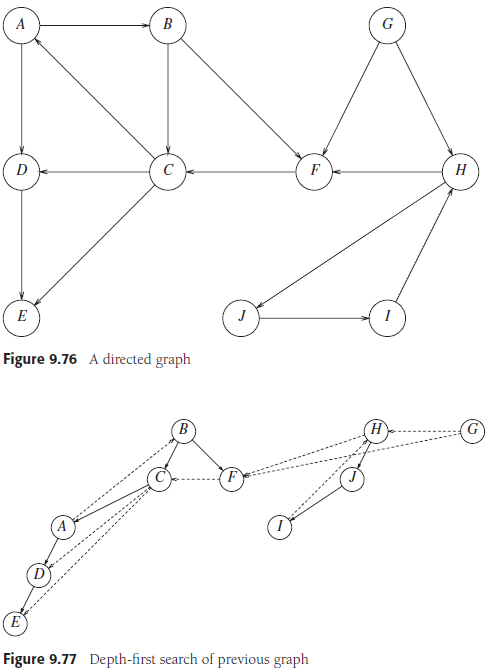 A B G
D C F H
E J I
Figure 9.76 A directed graph
B H G
C F J
A I
D
E
Figure 9.77 Depth-first search of previous graph